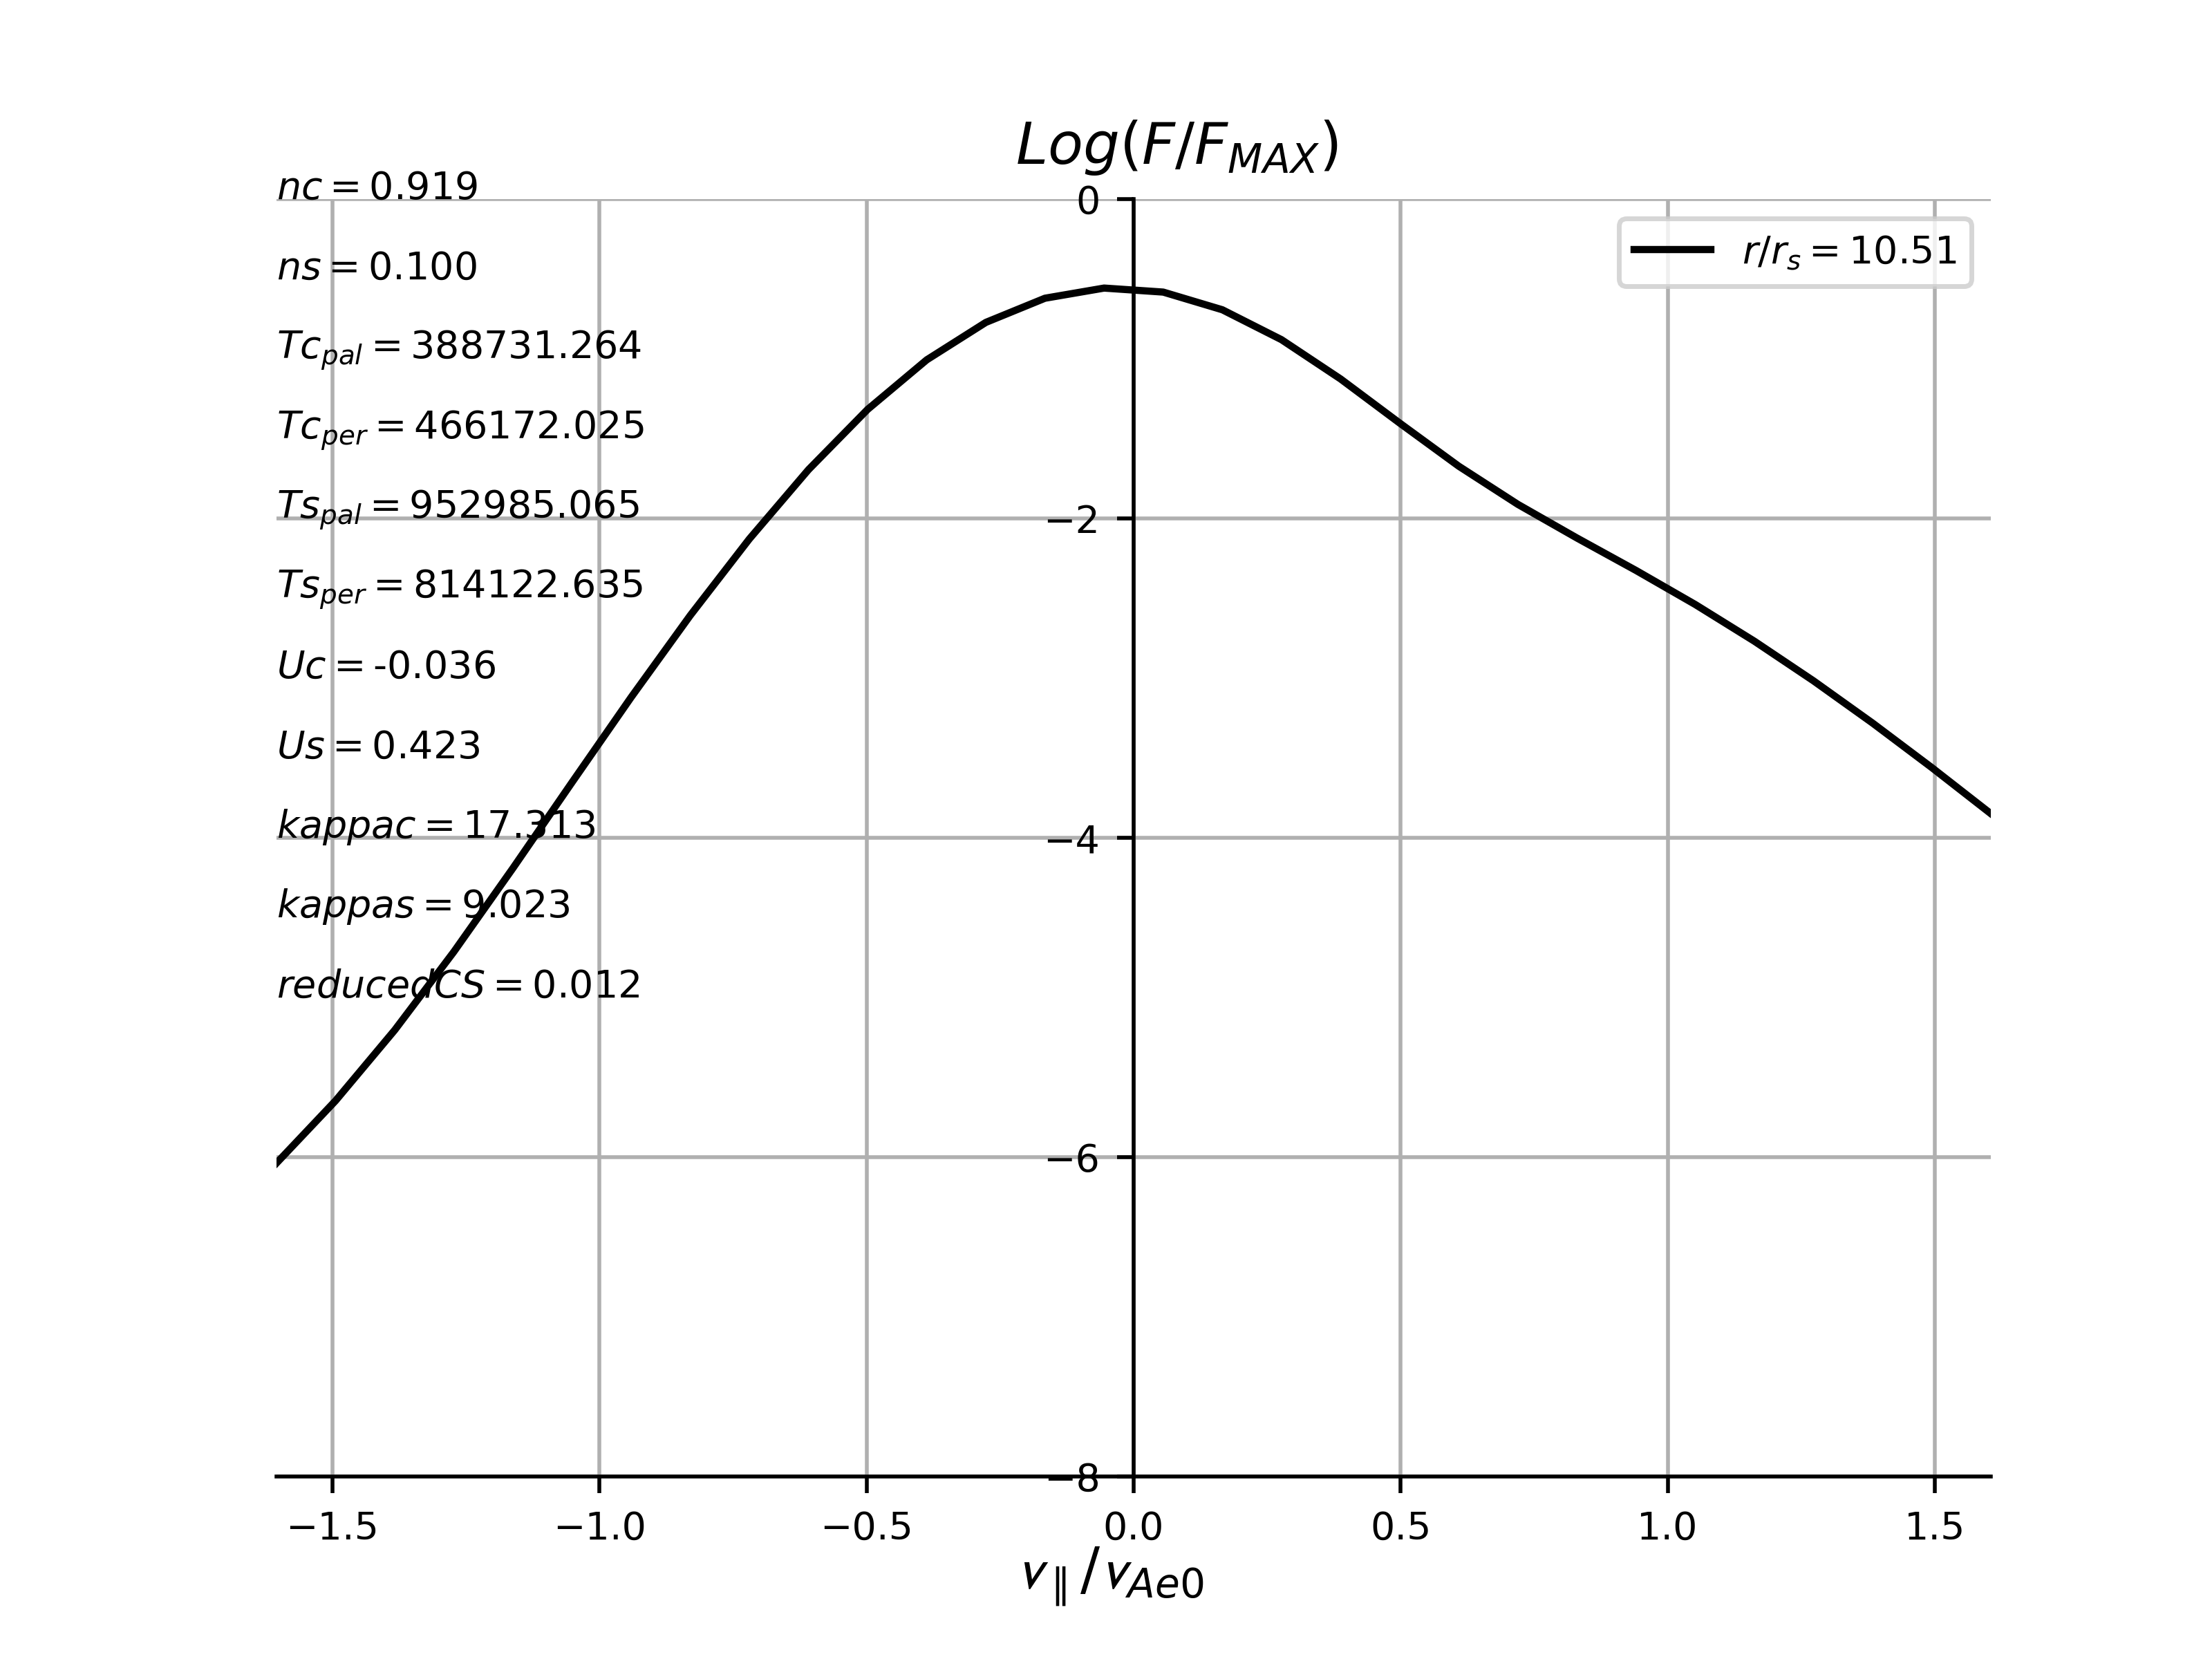 Log(F/F_MAX)
nc = 0.919
ns = 0.100
Tc_pal = 388731.264
Tc_per = 466172.025
Ts_pal = 952985.065
Ts_per = 814122.635
Uc = -0.036
Us = 0.423
kappac = 17.313
kappas = 9.023
reducedCS = 0.012
r/r_s = 10.51
0
−2
−4
−6
−8
−1.5 −1.0 −0.5 0.0 0.5 1.0 1.5
v_∥/v_Ae0